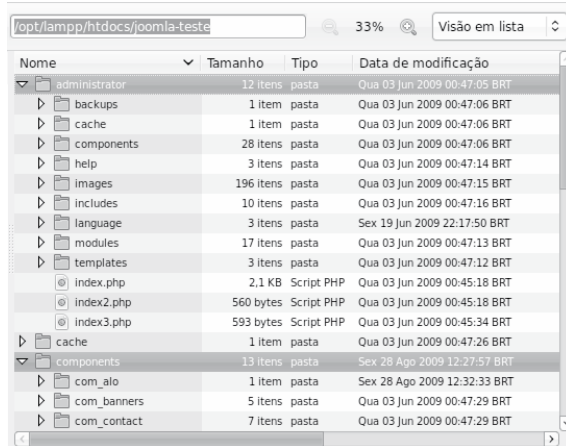 /opt/lampp/htdocs/joomla-teste 33% Visão em lista
Nome Tamanho Tipo Data de modificação
administrator 12 itens pasta Qua 03 Jun 2009 00:47:05 BRT
backups 1 item pasta Qua 03 Jun 2009 00:47:06 BRT
cache 1 item pasta Qua 03 Jun 2009 00:47:06 BRT
components 28 itens pasta Qua 03 Jun 2009 00:47:06 BRT
help 3 itens pasta Qua 03 Jun 2009 00:47:14 BRT
images 196 itens pasta Qua 03 Jun 2009 00:47:15 BRT
includes 10 itens pasta Qua 03 Jun 2009 00:47:16 BRT
language 3 itens pasta Sex 19 Jun 2009 22:17:50 BRT
modules 17 itens pasta Qua 03 Jun 2009 00:47:13 BRT
templates 3 itens pasta Qua 03 Jun 2009 00:47:12 BRT
index.php 2,1 KB Script PHP Qua 03 Jun 2009 00:45:18 BRT
index2.php 560 bytes Script PHP Qua 03 Jun 2009 00:45:18 BRT
index3.php 593 bytes Script PHP Qua 03 Jun 2009 00:45:34 BRT
cache 1 item pasta Qua 03 Jun 2009 00:47:26 BRT
components 13 itens pasta Sex 28 Ago 2009 12:27:57 BRT
com_alo 1 item pasta Sex 28 Ago 2009 12:32:33 BRT
com_banners 5 itens pasta Qua 03 Jun 2009 00:47:29 BRT
com_contact 7 itens pasta Qua 03 Jun 2009 00:47:29 BRT